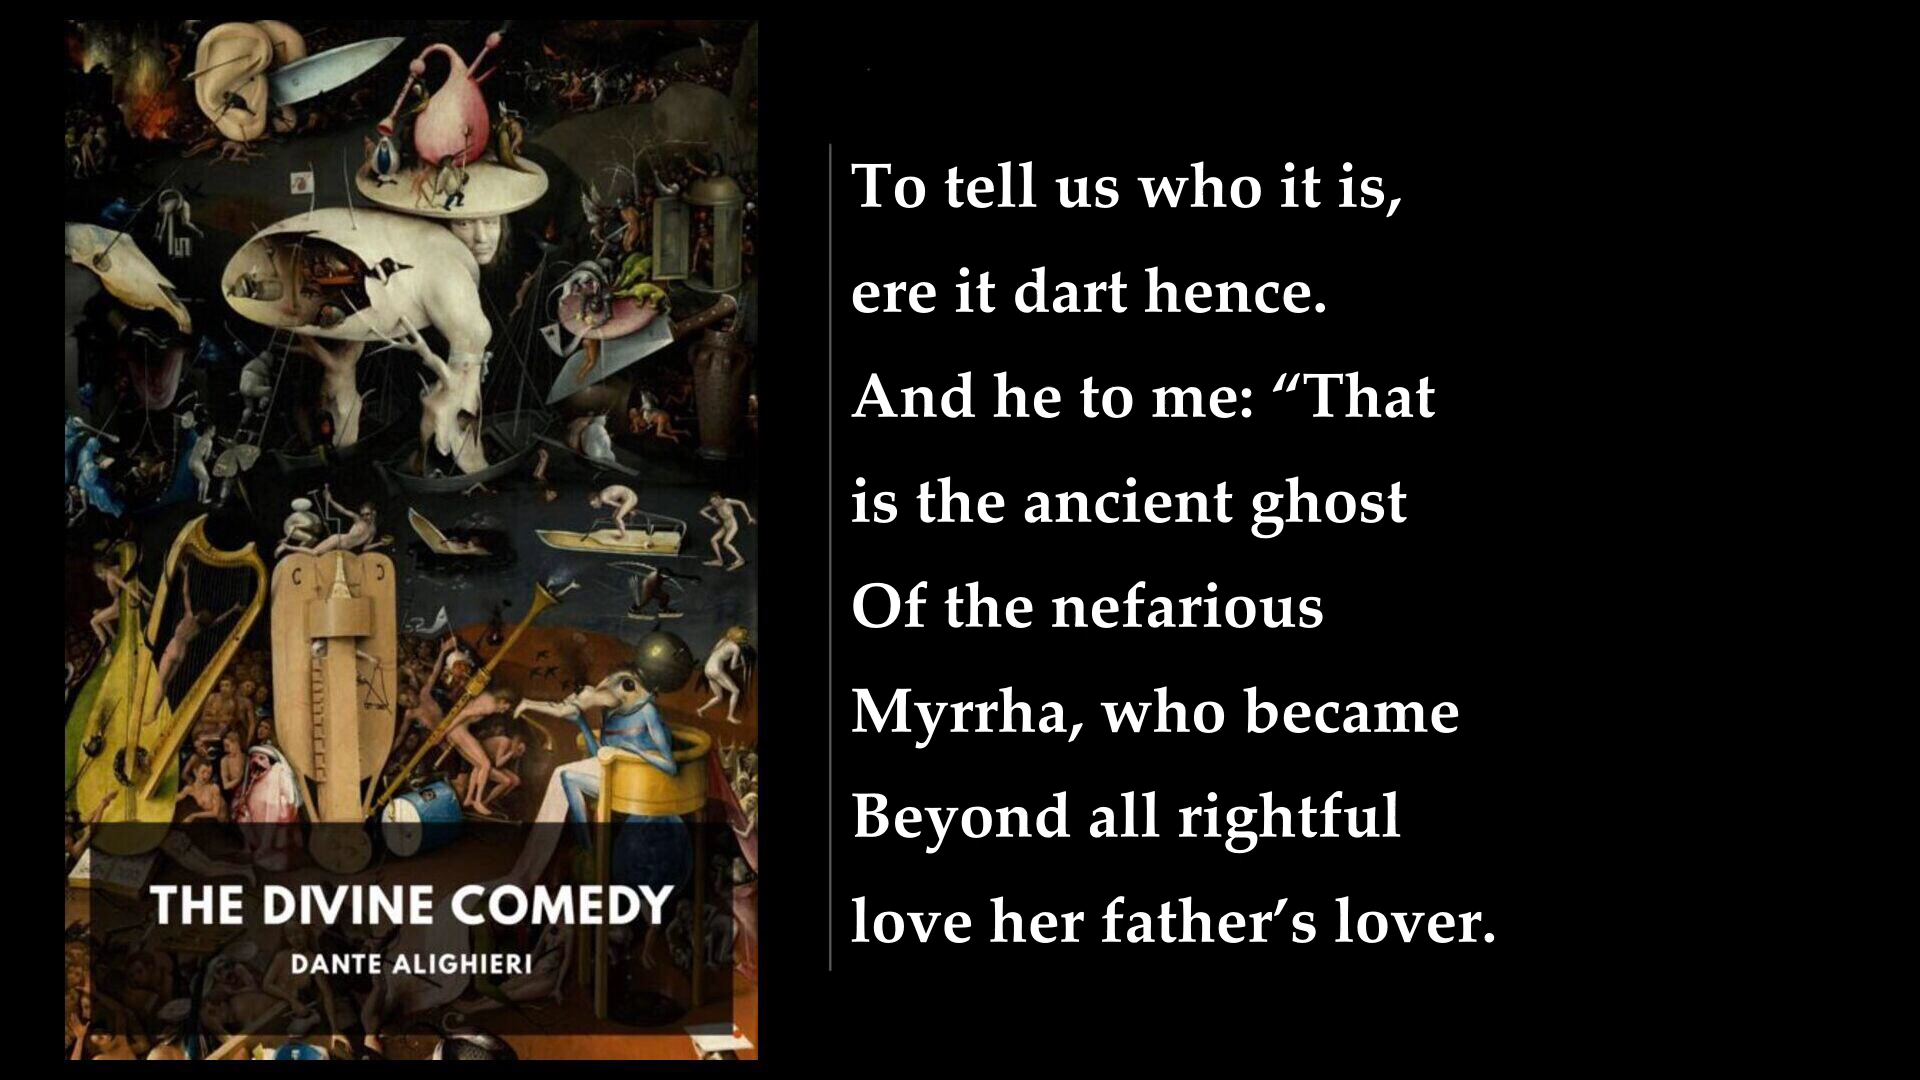 THE DIVINE COMEDY
DANTE ALIGHIERI
To tell us who it is,
ere it dart hence.
And he to me: “That
is the ancient ghost
Of the nefarious
Myrrha, who became
Beyond all rightful
love her father’s lover.